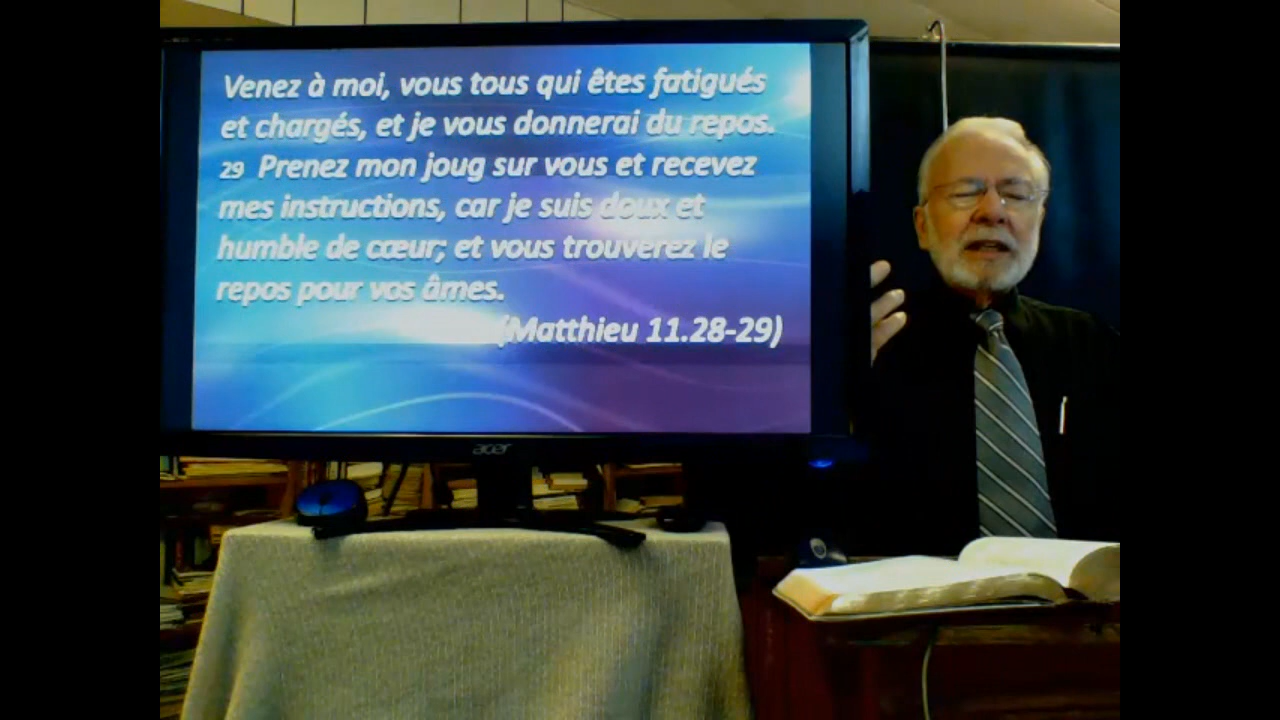 Venez à moi, vous tous qui êtes fatigués
et chargés, et je vous donnerai du repos.
29 Prenez mon joug sur vous et recevez
mes instructions, car je suis doux et
humble de cœur; et vous trouverez le
repos pour vos âmes.
(Matthieu 11.28-29)
acer